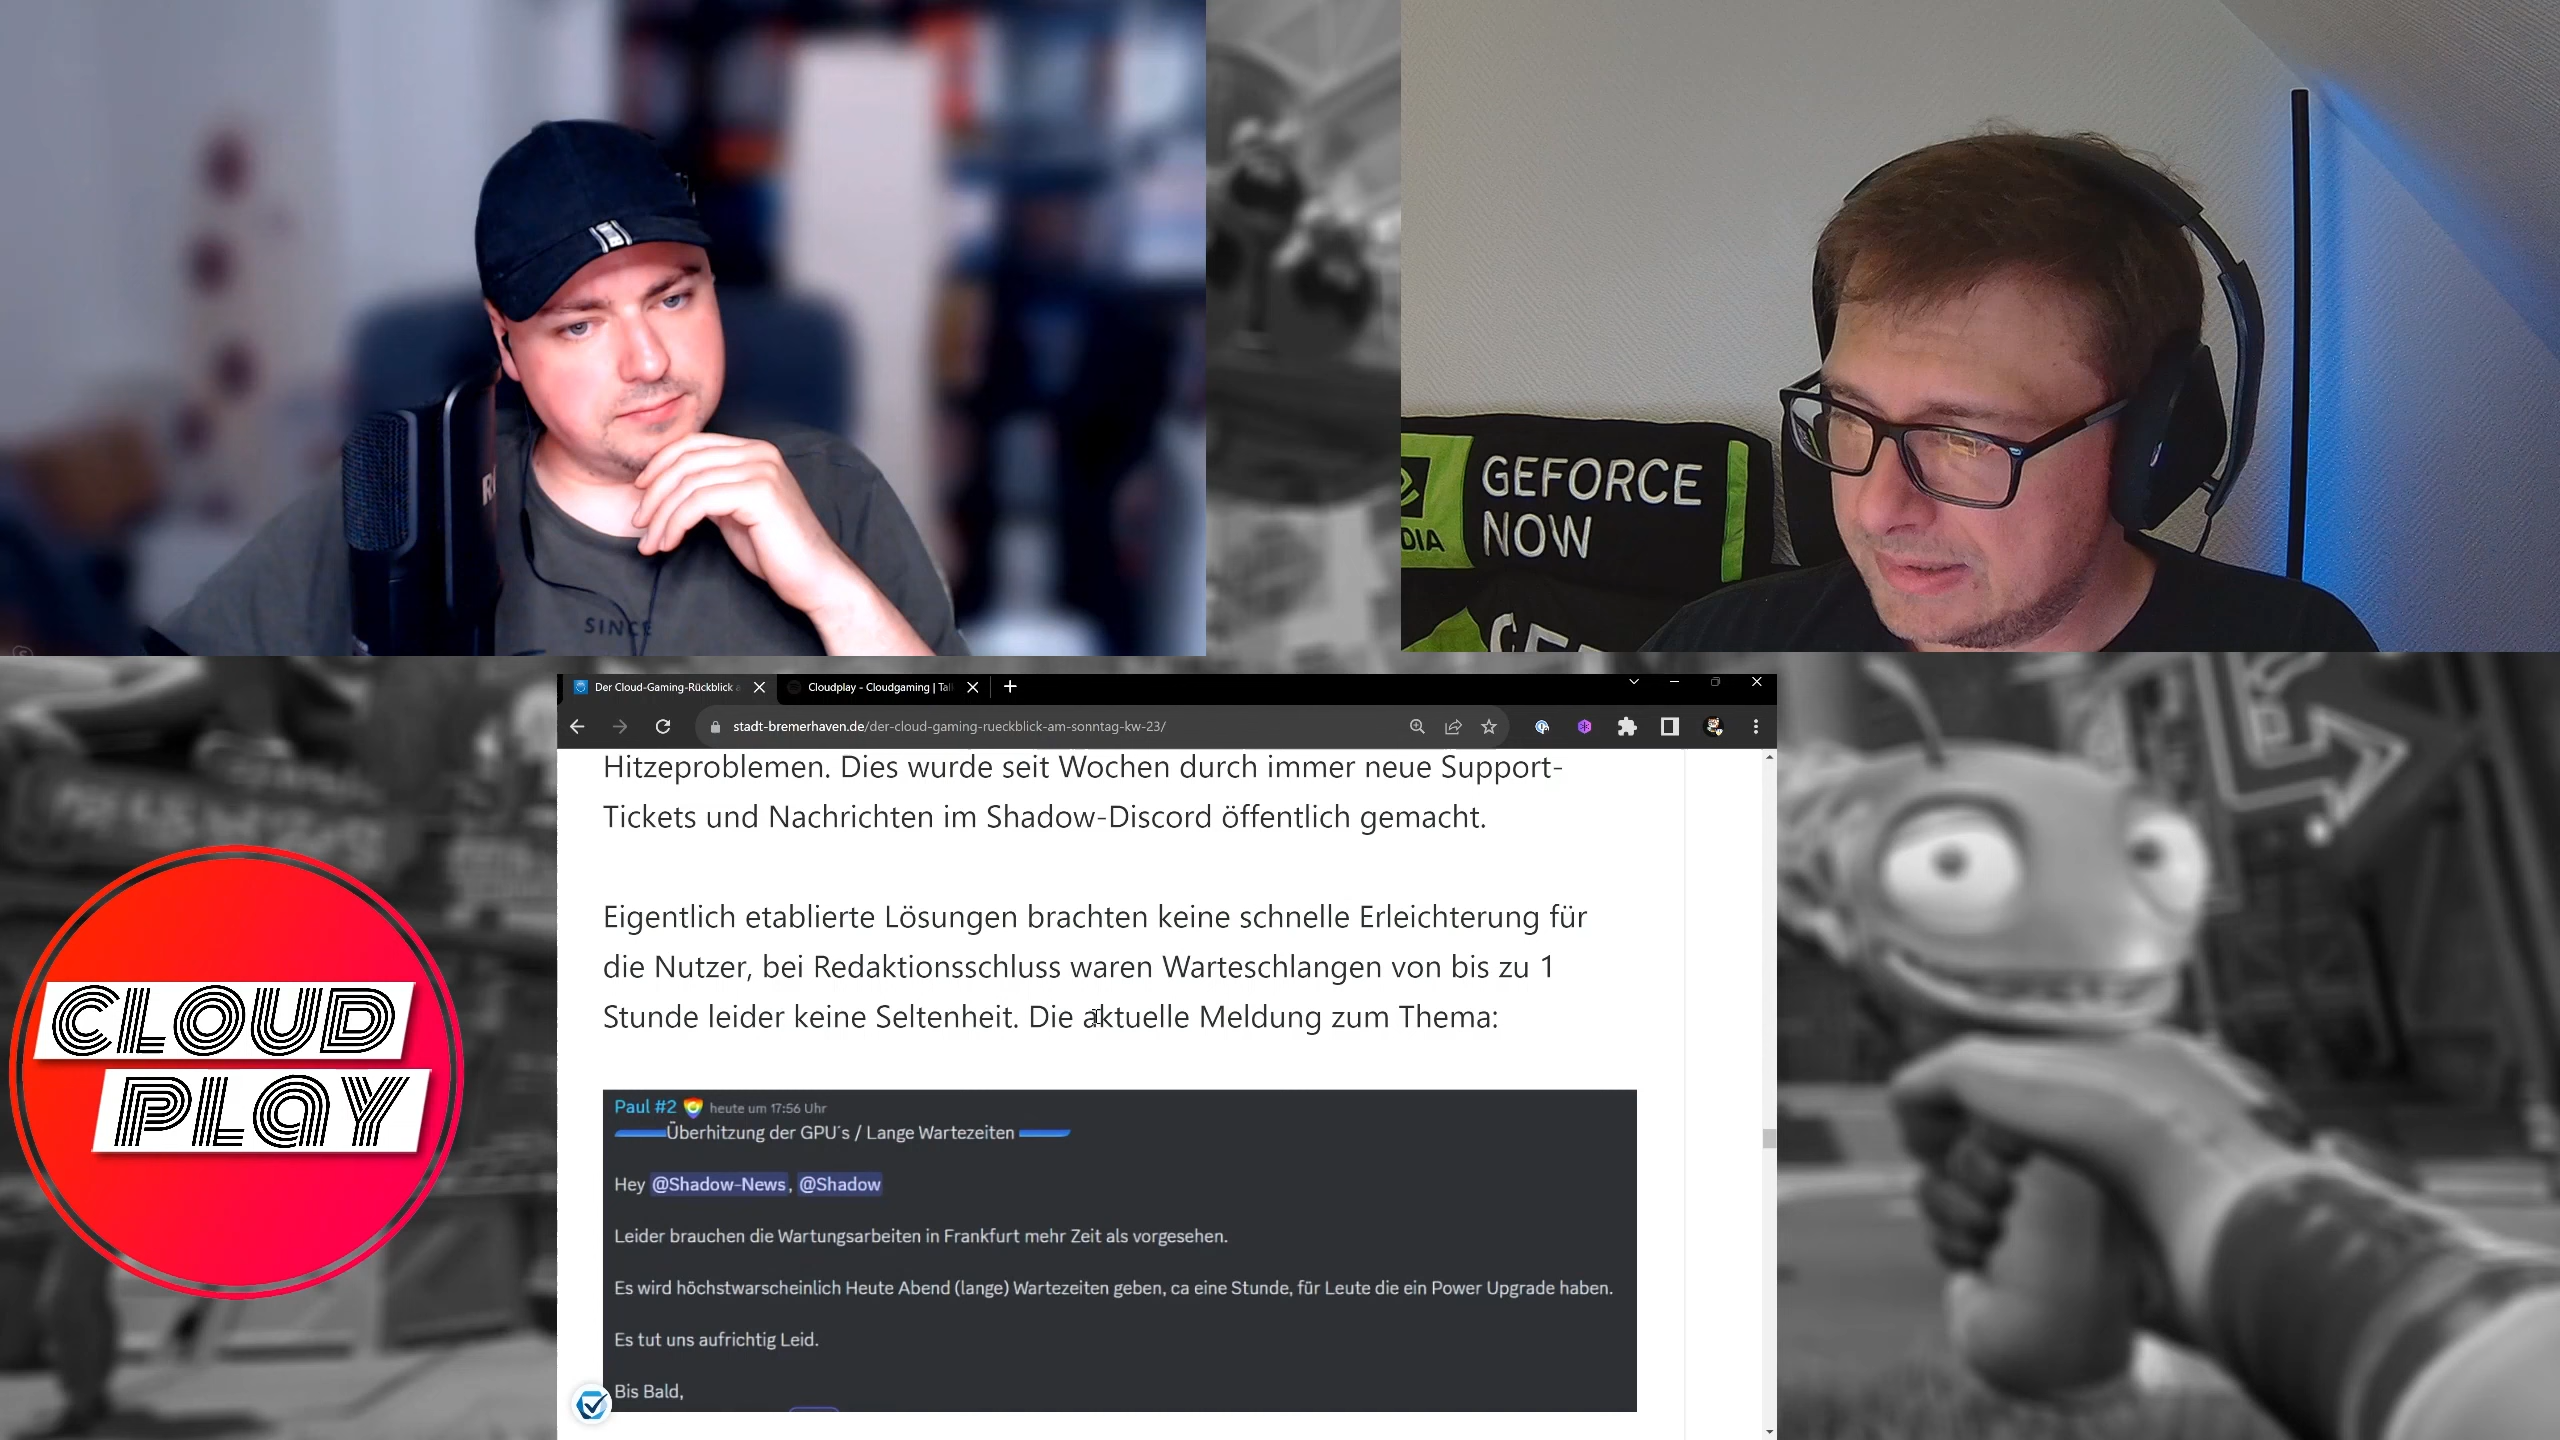 SINCE
GEFORCE
NOW
DIA
Der Cloud-Gaming-Rückblick a
Cloudplay - Cloudgaming | Tal
stadt-bremerhaven.de/der-cloud-gaming-rueckblick-am-sonntag-kw-23/
Hitzeproblemen. Dies wurde seit Wochen durch immer neue Support-
Tickets und Nachrichten im Shadow-Discord öffentlich gemacht.
Eigentlich etablierte Lösungen brachten keine schnelle Erleichterung für
die Nutzer, bei Redaktionsschluss waren Warteschlangen von bis zu 1
Stunde leider keine Seltenheit. Die aktuelle Meldung zum Thema:
Paul #2 heute um 17:56 Uhr
Überhitzung der GPU´s / Lange Wartezeiten
Hey @Shadow-News, @Shadow
Leider brauchen die Wartungsarbeiten in Frankfurt mehr Zeit als vorgesehen.
Es wird höchstwarscheinlich Heute Abend (lange) Wartezeiten geben, ca eine Stunde, für Leute die ein Power Upgrade haben.
Es tut uns aufrichtig Leid.
Bis Bald,
CLOUD
PLAY